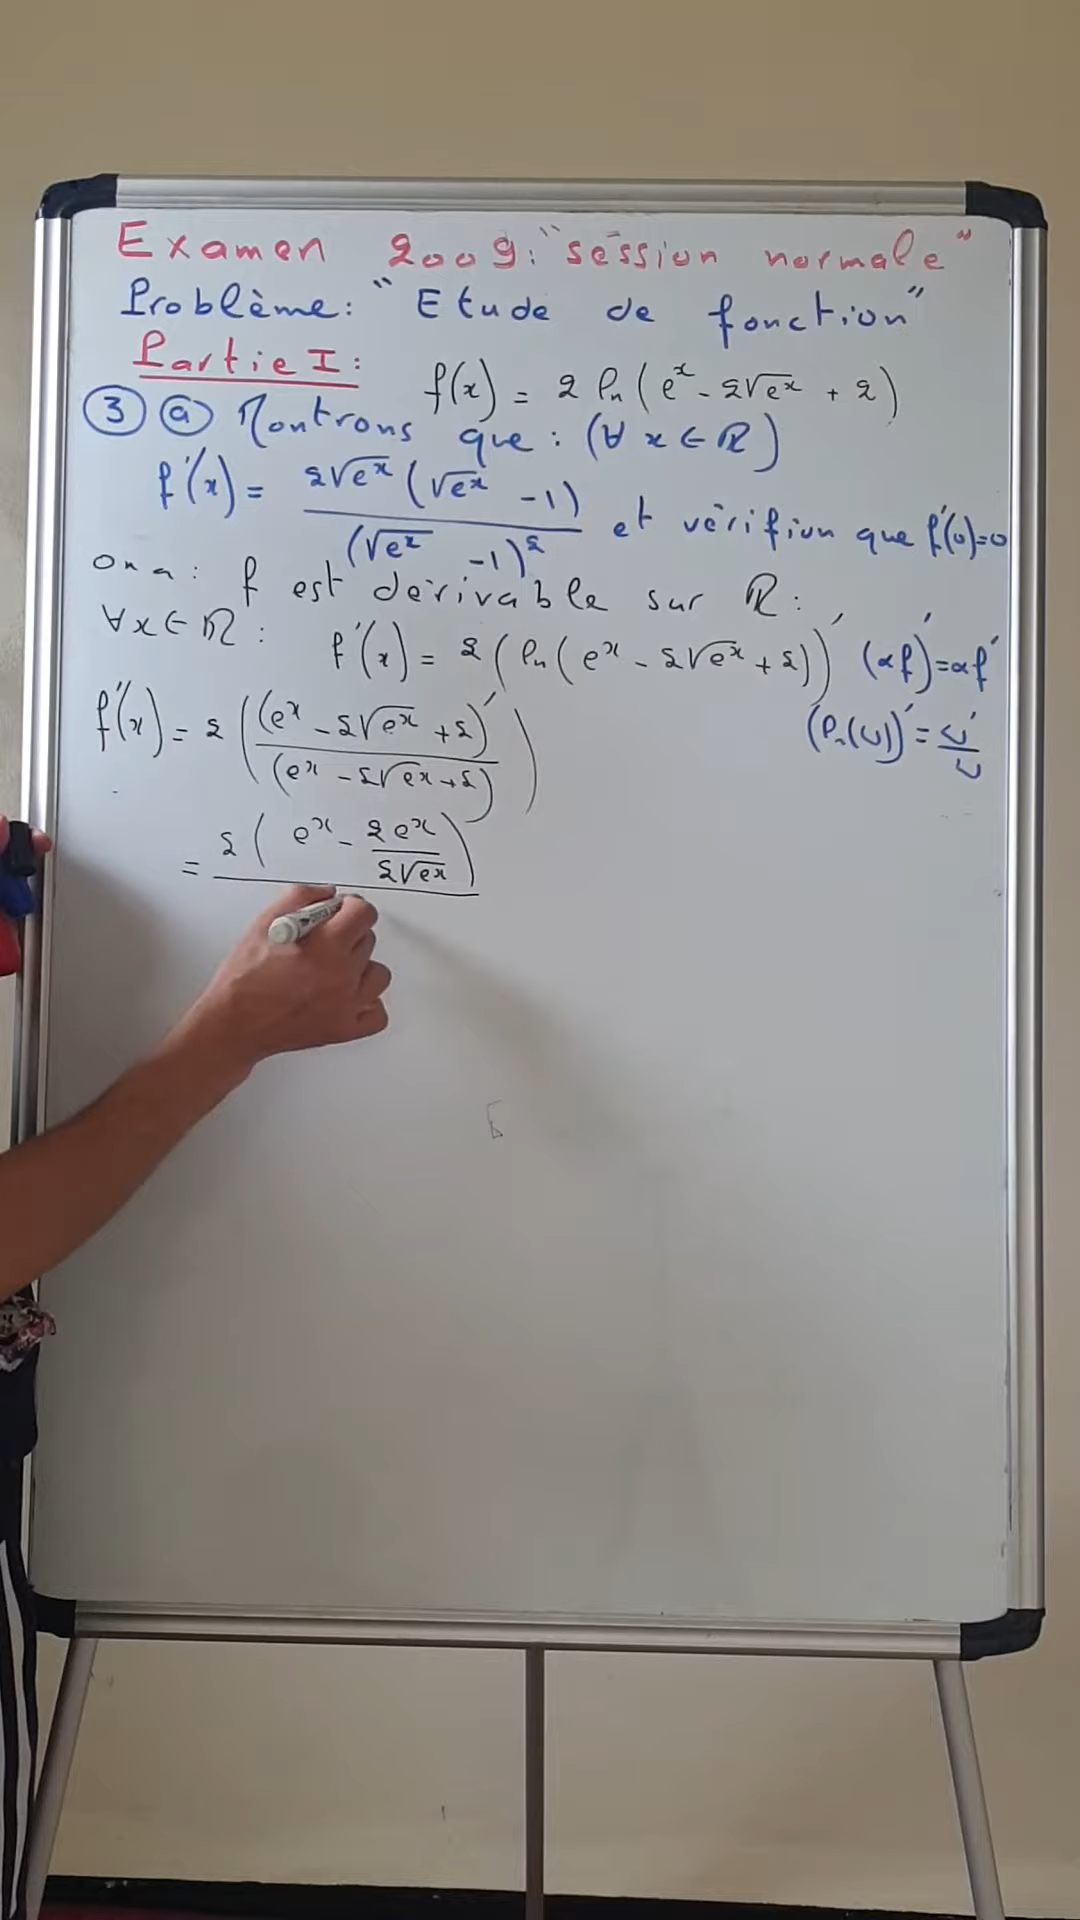 Examen 2009: "session normale"
Problème: "Etude de fonction"
Partie I:
f(x) = 2 ln(e^x - 2√e^x + 2)
3 a Montrons que : (∀ x ∈ ℝ)
f'(x) = 2√e^x (√e^x - 1) / (√e^x - 1)^2 et vérifion que f'(0)=0
on a : f est dérivable sur ℝ :
∀x ∈ ℝ : f'(x) = 2 (ln(e^x - 2√e^x + 2))' (αf)' = αf'
f'(x) = 2 ((e^x - 2√e^x + 2)' / (e^x - 2√e^x + 2)) (ln(u))' = u'/u
= 2 (e^x - 2e^x / 2√e^x)